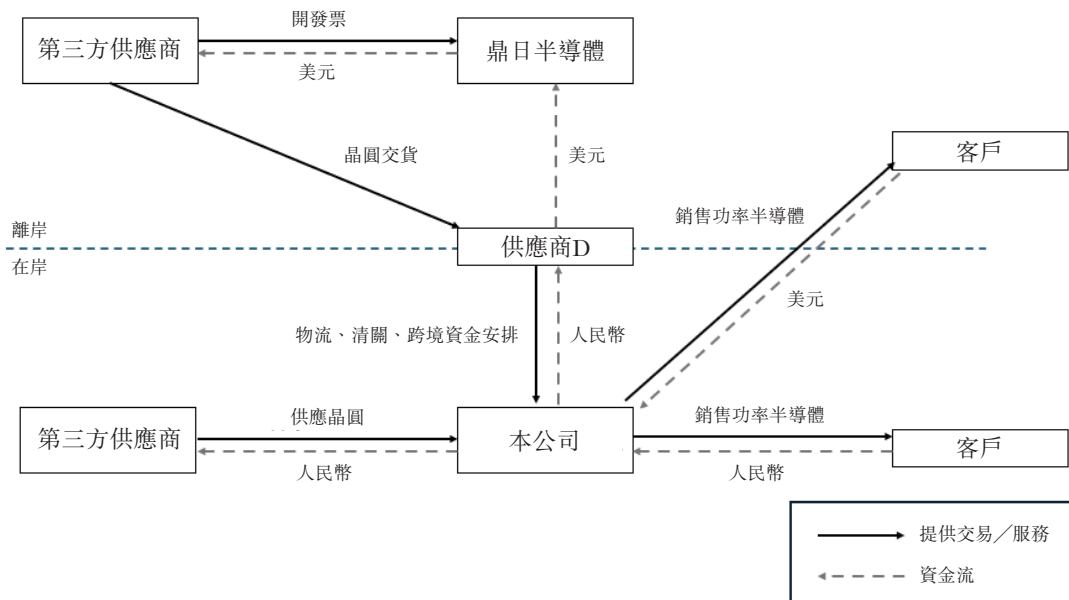 開發票
第三方供應商
鼎日半導體
美元
晶圓交貨
美元
客戶
離岸
銷售功率半導體
供應商D
在岸
美元
物流、清關、跨境資金安排
人民幣
供應晶圓
銷售功率半導體
第三方供應商
本公司
客戶
人民幣
人民幣
提供交易／服務
資金流